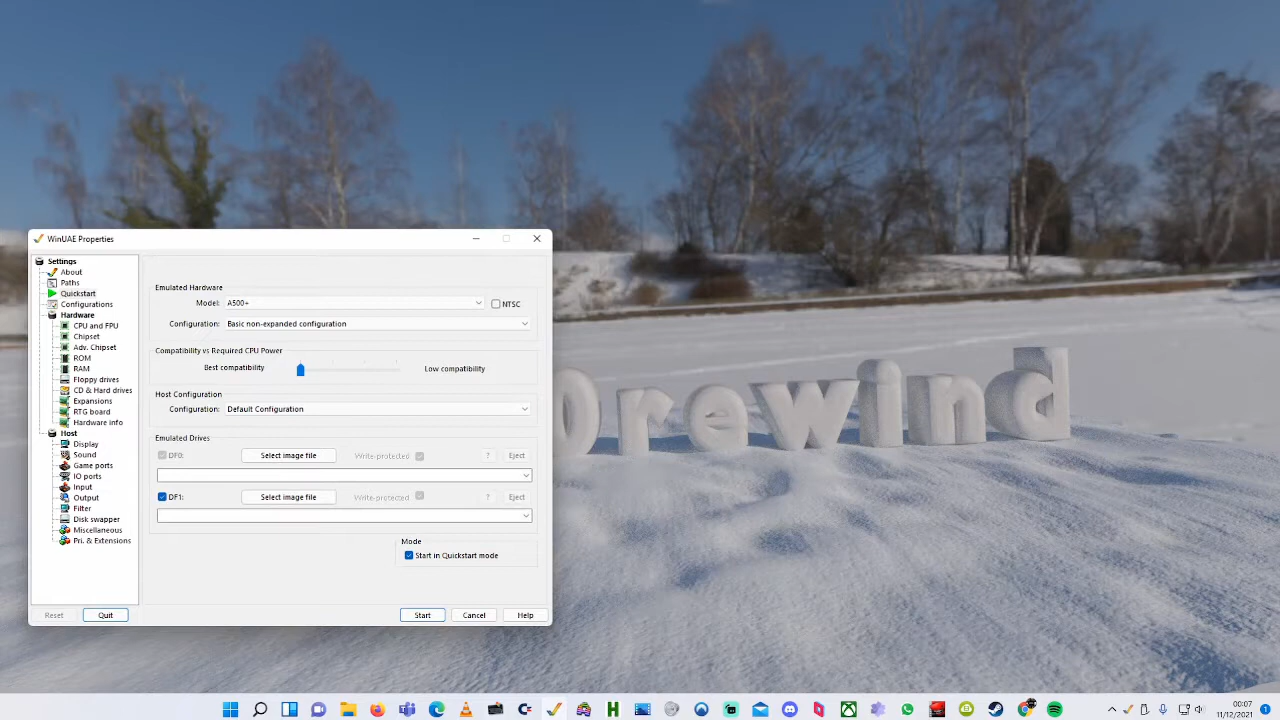 WinUAE Properties
Settings
About
Paths
Quickstart
Configurations
Hardware
CPU and FPU
Chipset
Adv. Chipset
ROM
RAM
Floppy drives
CD & Hard drives
Expansions
RTG board
Hardware info
Host
Display
Sound
Game ports
IO ports
Input
Output
Filter
Disk swapper
Miscellaneous
Pri. & Extensions
Reset
Quit
Emulated Hardware
Model: A500+ NTSC
Configuration: Basic non-expanded configuration
Compatibility vs Required CPU Power
Best compatibility Low compatibility
Host Configuration
Configuration: Default Configuration
Emulated Drives
DF0: Select image file Write-protected ? Eject
DF1: Select image file Write-protected ? Eject
Mode
Start in Quickstart mode
Start Cancel Help
rewind
00:07
11/12/2021